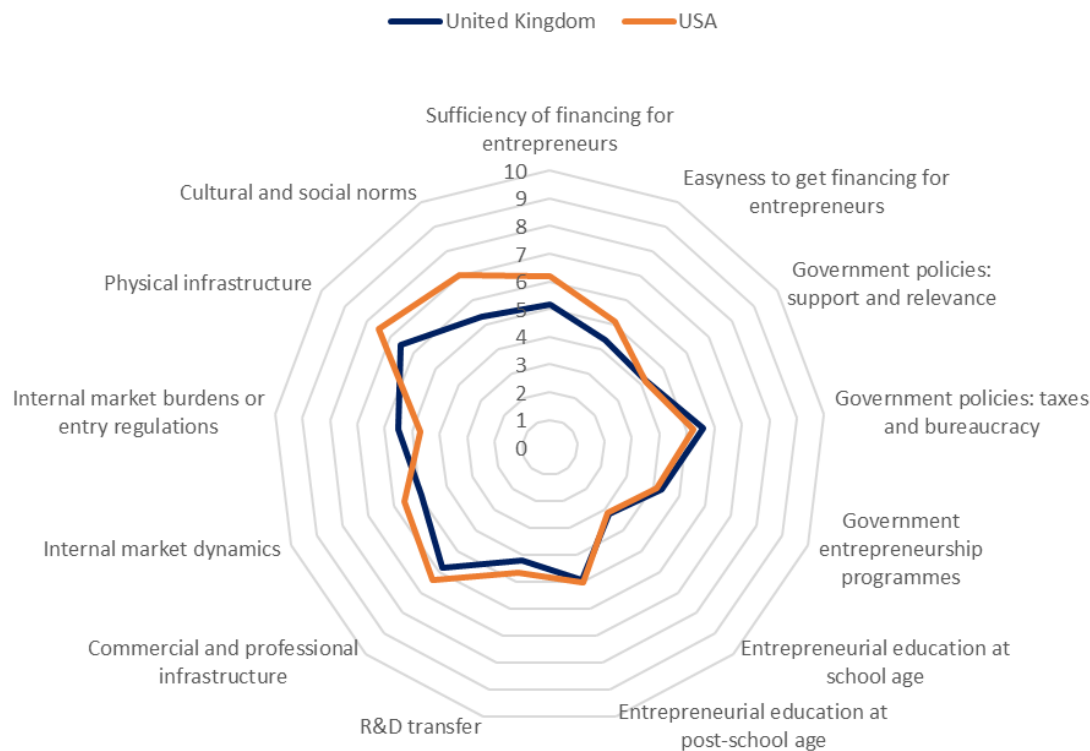 United Kingdom
USA
Sufficiency of financing for
entrepreneurs
Easyness to get financing for
entrepreneurs
Government policies:
support and relevance
Government policies: taxes
and bureaucracy
Government
entrepreneurship
programmes
Entrepreneurial education at
school age
Entrepreneurial education at
post-school age
R&D transfer
Commercial and professional
infrastructure
Internal market dynamics
Internal market burdens or
entry regulations
Physical infrastructure
Cultural and social norms
10
9
8
7
6
5
4
3
2
1
0